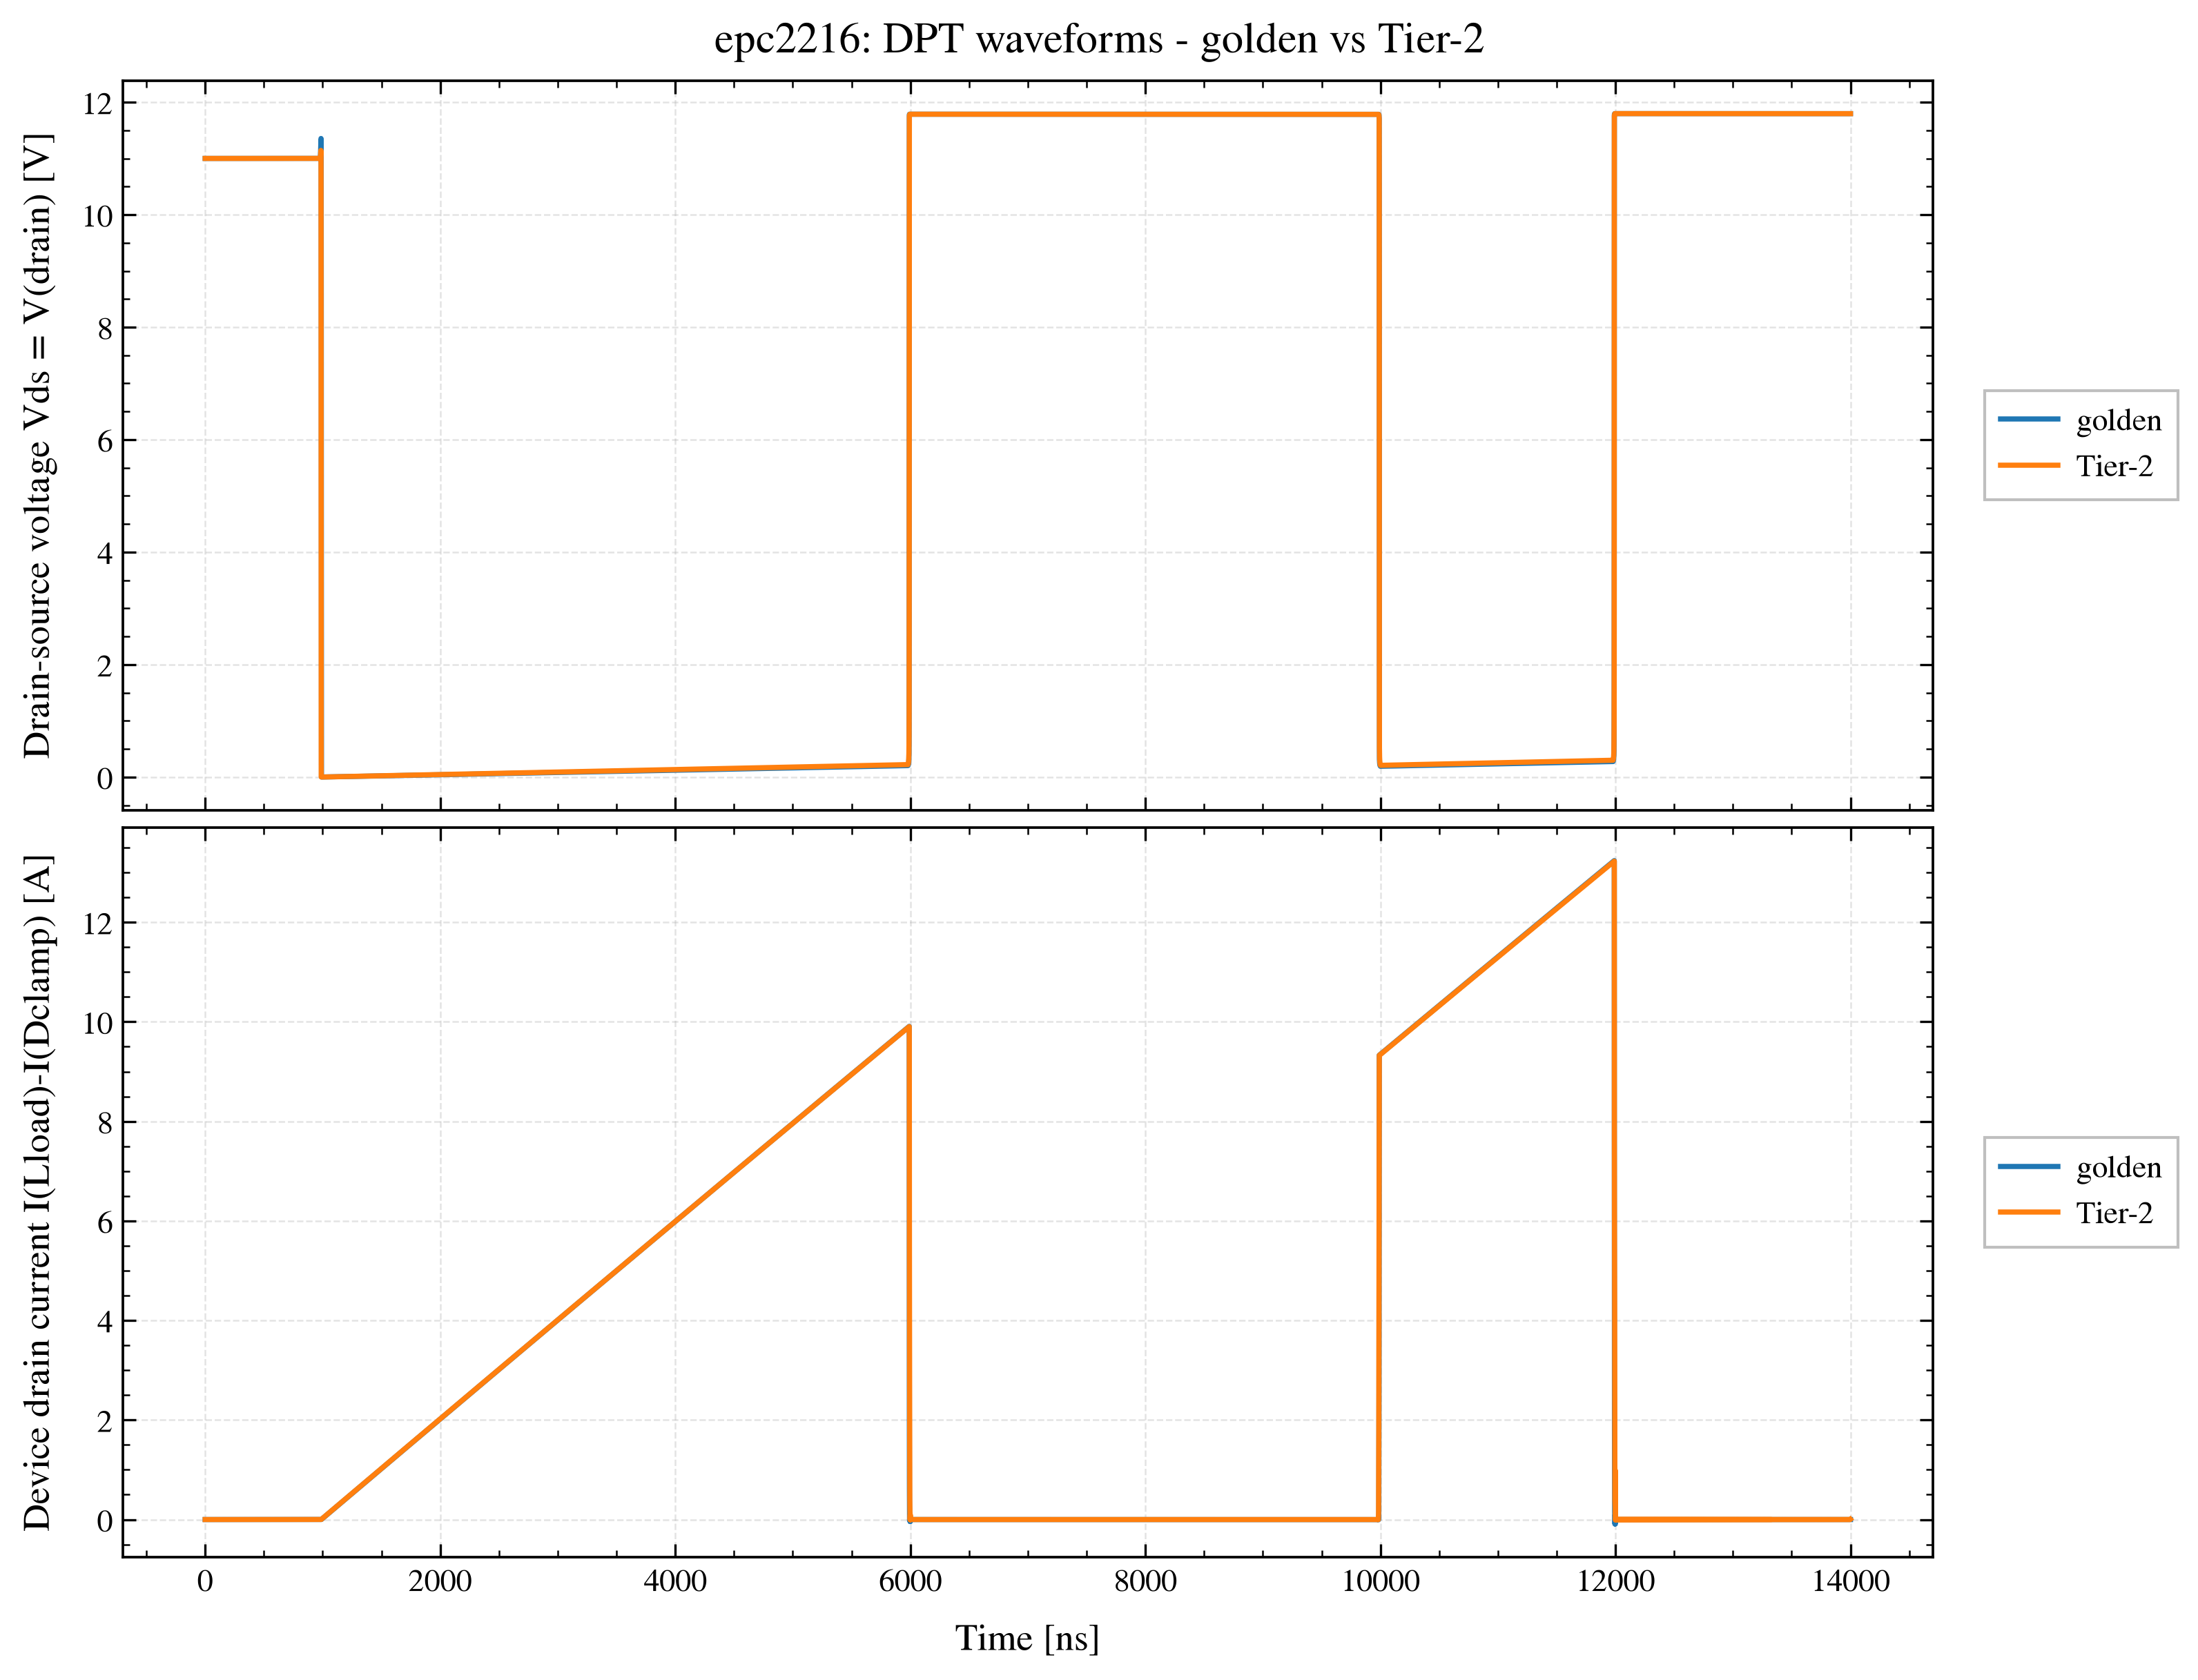 epc2216: DPT waveforms - golden vs Tier-2
Drain-source voltage Vds = V(drain) [V]
12
10
8
6
4
2
0
golden
Tier-2
Device drain current I(Lload)-I(Dclamp) [A]
12
10
8
6
4
2
0
golden
Tier-2
0 2000 4000 6000 8000 10000 12000 14000
Time [ns]